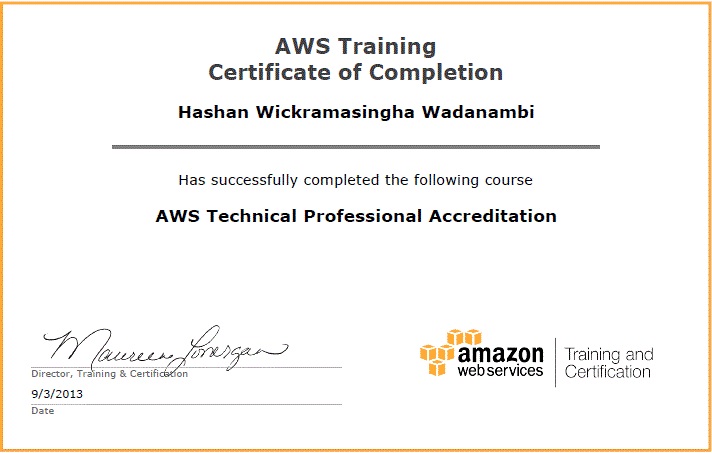 AWS Training
Certificate of Completion
Hashan Wickramasingha Wadanambi
Has successfully completed the following course
AWS Technical Professional Accreditation
Maureen Lonergan
Director, Training & Certification
9/3/2013
Date
amazon
webservices
Training and
Certification